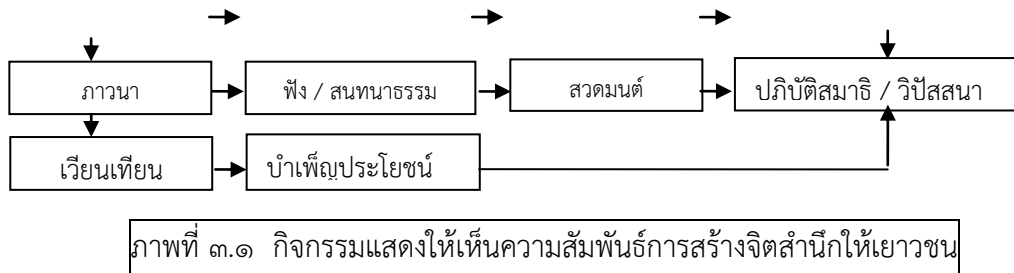 ภาวนา
ฟัง / สนทนาธรรม
สวดมนต์
ปภิบัติสมาธิ / วิปัสสนา
เวียนเทียน
บำเพ็ญประโยชน์
ภาพที่ ๓.๑ กิจกรรมแสดงให้เห็นความสัมพันธ์การสร้างจิตสำนึกให้เยาวชน